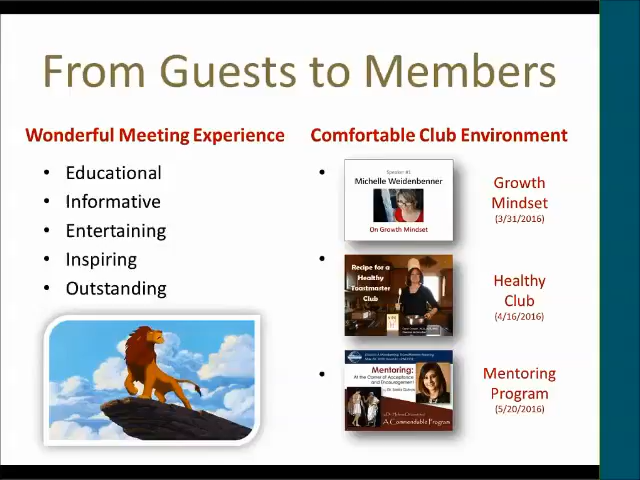 From Guests to Members
Wonderful Meeting Experience
• Educational
• Informative
• Entertaining
• Inspiring
• Outstanding
Comfortable Club Environment
Speaker #1
Michelle Weidenbenner
On Growth Mindset
Growth
Mindset
(3/31/2016)
Recipe for a
Healthy
Toastmaster
Club
Healthy
Club
(4/16/2016)
Mentoring:
At the Corner of Acceptance
and Encouragement!
A Commendable Program
Mentoring
Program
(5/20/2016)